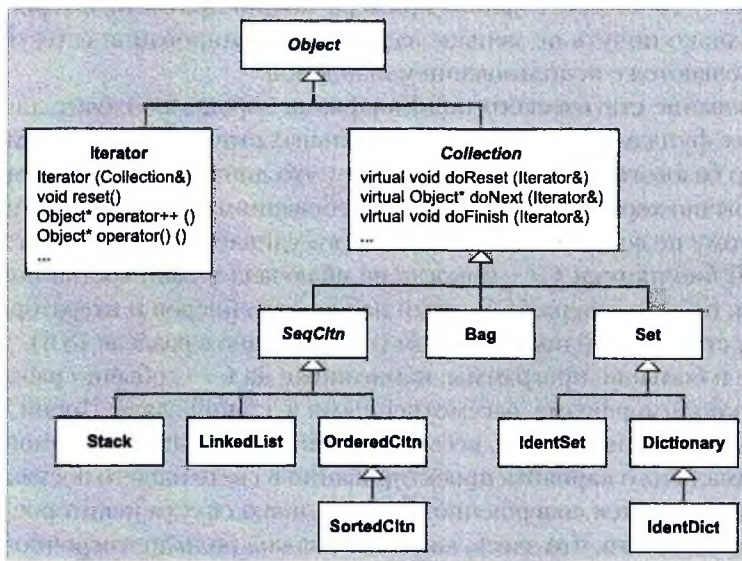 Object
Iterator
Iterator (Collection&)
void reset()
Object* operator++ ()
Object* operator() ()
...
Collection
virtual void doReset (Iterator&)
virtual Object* doNext (Iterator&)
virtual void doFinish (Iterator&)
...
SeqCltn
Bag
Set
Stack
LinkedList
OrderedCltn
IdentSet
Dictionary
SortedCltn
IdentDict